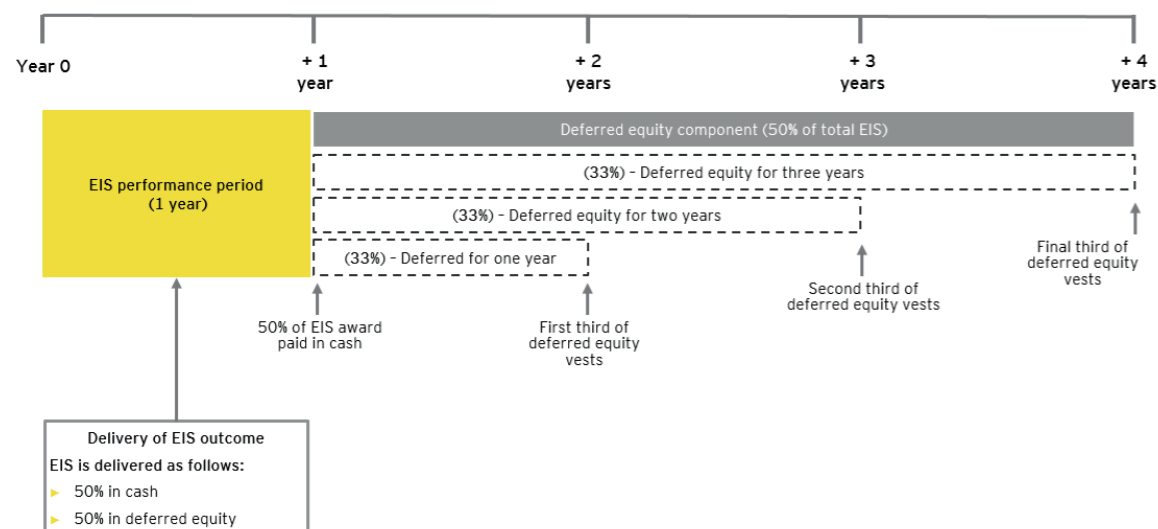 Year 0
+ 1
year
+ 2
years
+ 3
years
+ 4
years
EIS performance period
(1 year)
Deferred equity component (50% of total EIS)
(33%) - Deferred equity for three years
(33%) - Deferred equity for two years
(33%) - Deferred for one year
50% of EIS award
paid in cash
First third of
deferred equity
vests
Second third of
deferred equity vests
Final third of
deferred equity
vests
Delivery of EIS outcome
EIS is delivered as follows:
► 50% in cash
► 50% in deferred equity